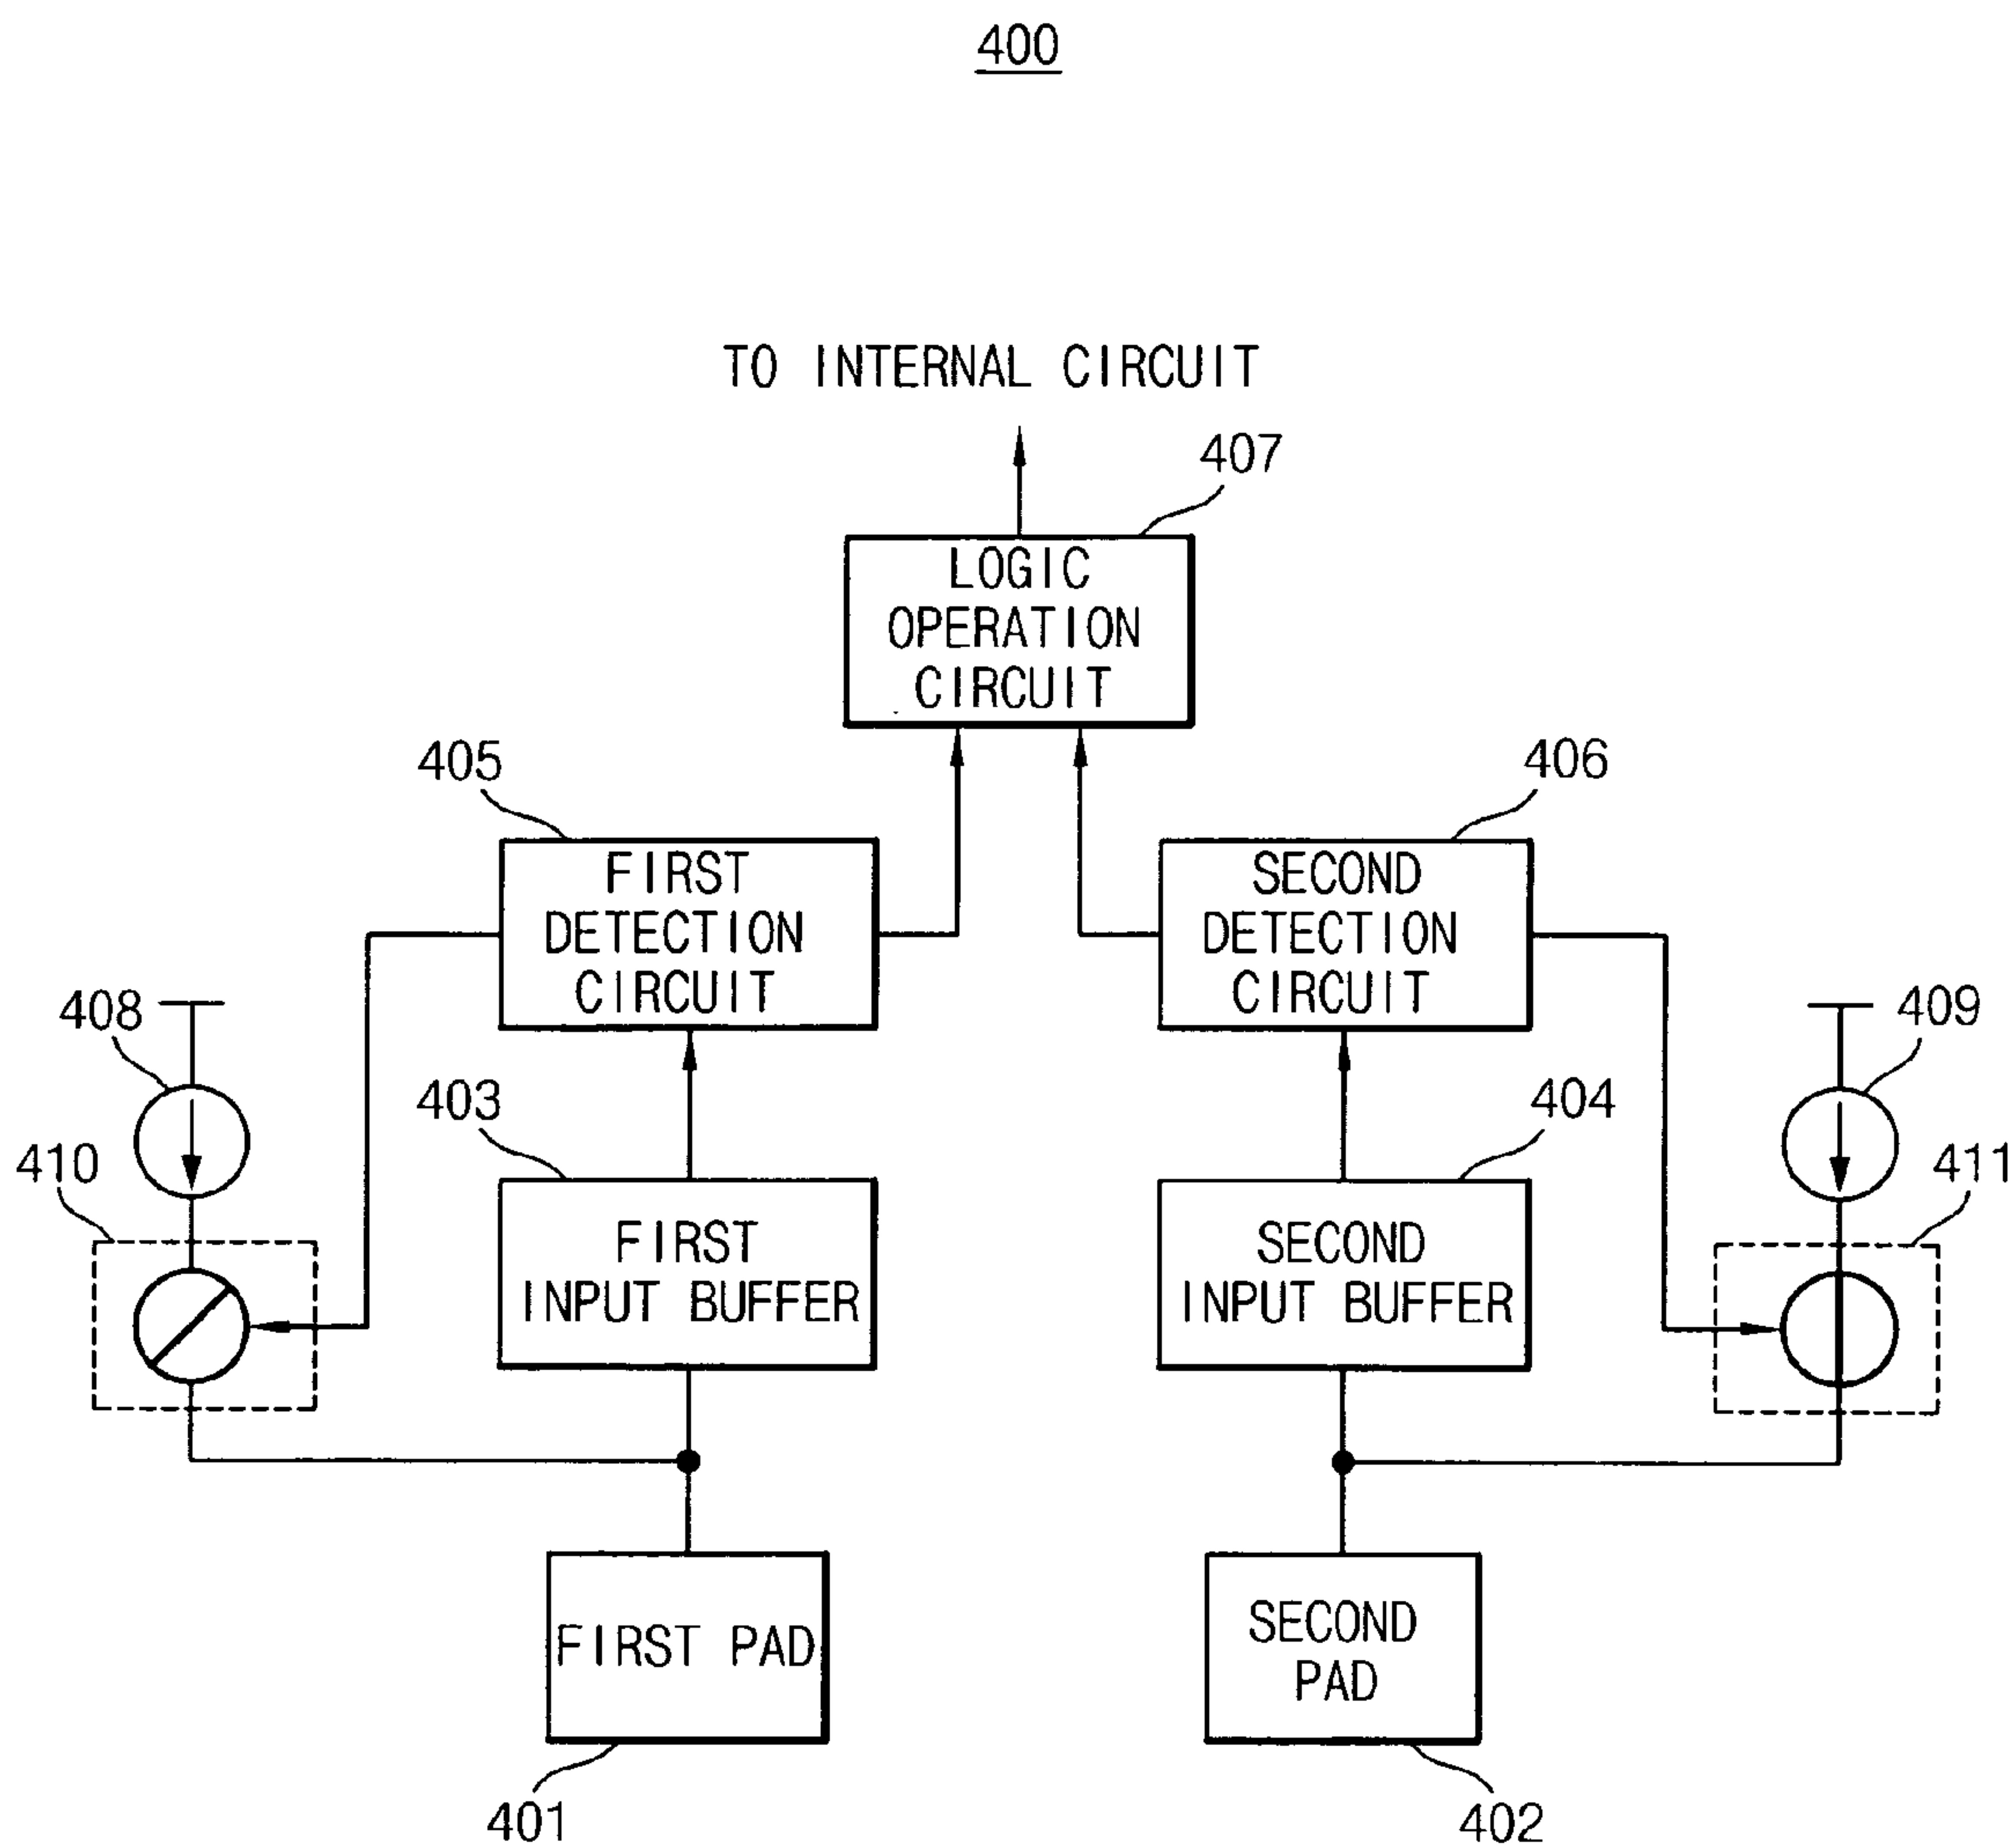 400
TO INTERNAL CIRCUIT
407
LOGIC
OPERATION
CIRCUIT
405
406
FIRST
DETECTION
CIRCUIT
SECOND
DETECTION
CIRCUIT
408
409
403
404
410
411
FIRST
INPUT BUFFER
SECOND
INPUT BUFFER
FIRST PAD
SECOND
PAD
401
402